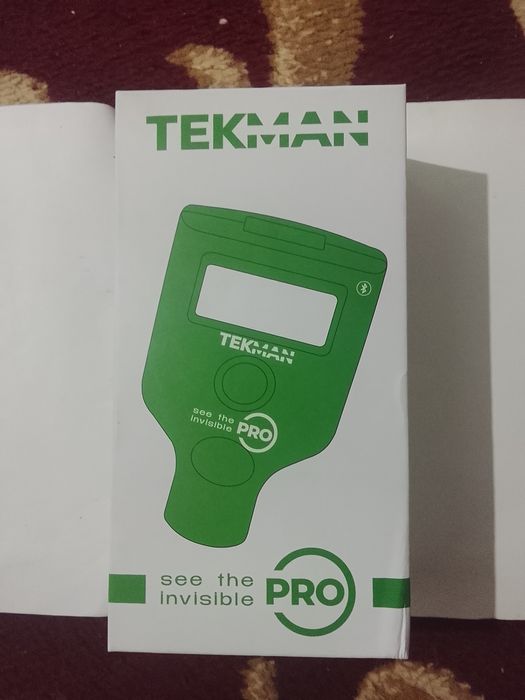 TEKMAN
TEKMAN
see the
invisible PRO
see the
invisible PRO